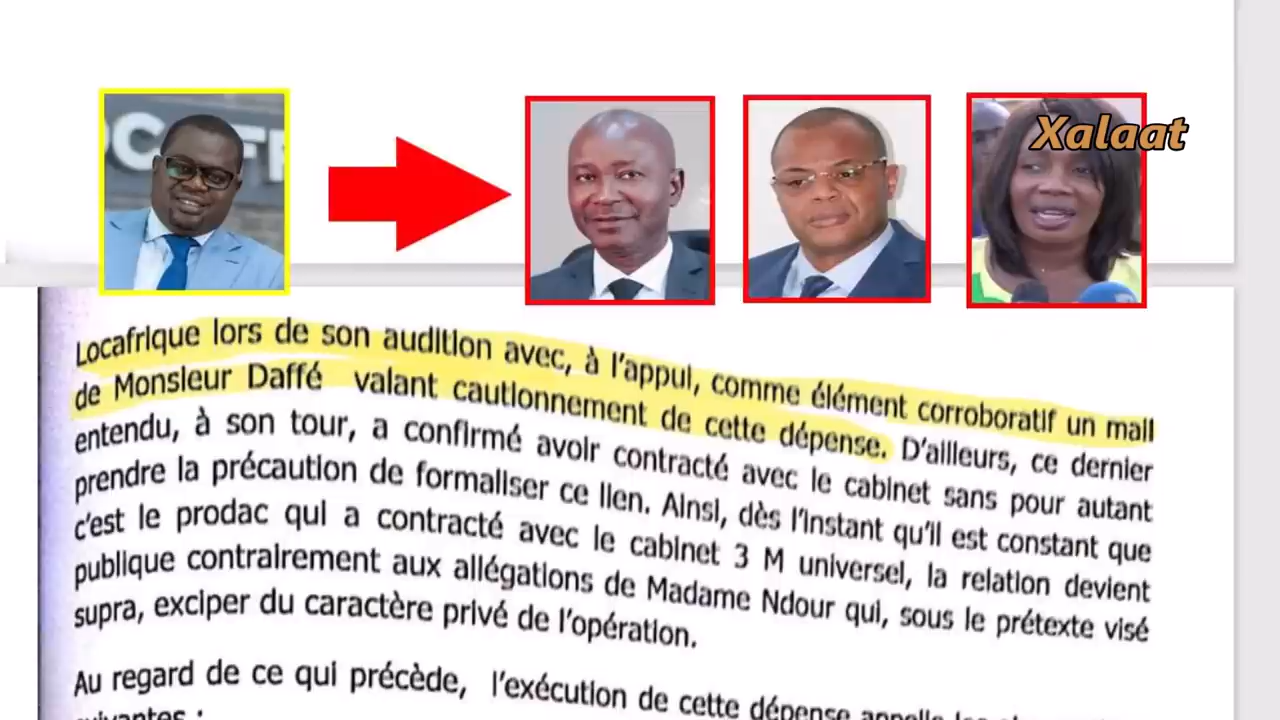 Xalaat
Locafrique lors de son audition avec, à l'appui, comme élément corroboratif un mail
de Monsieur Daffé valant cautionnement de cette dépense. D'ailleurs, ce dernier
entendu, à son tour, a confirmé avoir contracté avec le cabinet sans pour autant
prendre la précaution de formaliser ce lien. Ainsi, dès l'instant qu'il est constant que
c'est le prodac qui a contracté avec le cabinet 3 M universel, la relation devient
publique contrairement aux allégations de Madame Ndour qui, sous le prétexte visé
supra, exciper du caractère privé de l'opération.
Au regard de ce qui précède, l'exécution de cette dépense appelle les
suivantes :